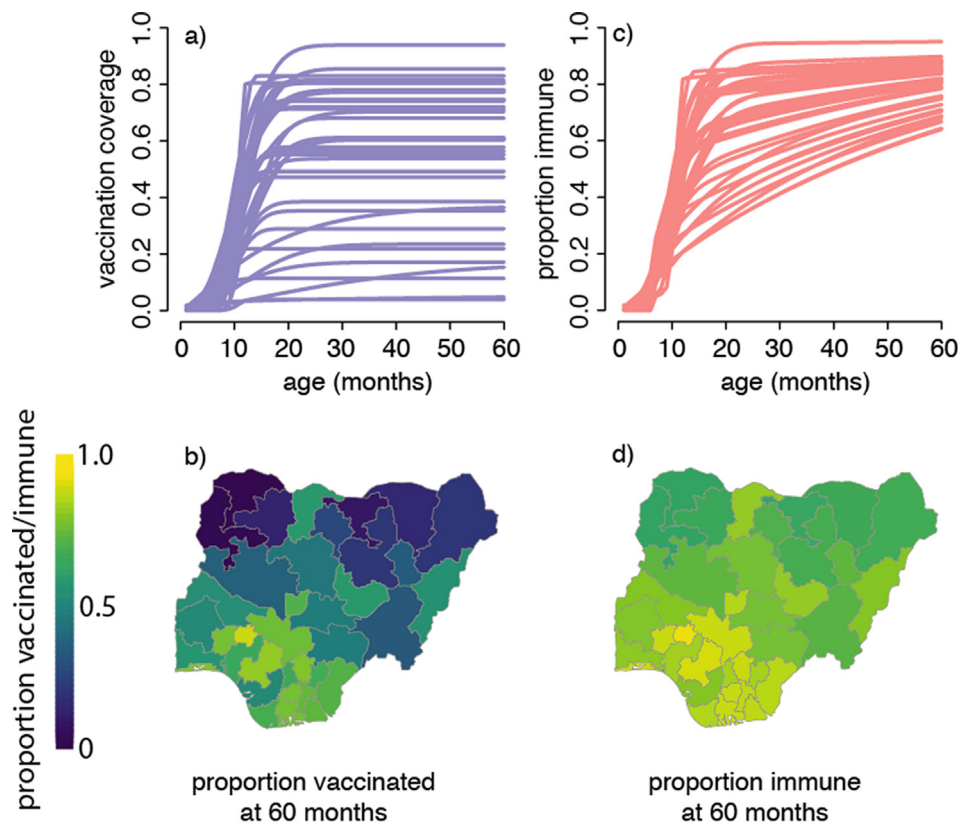 a)
vaccination coverage
1.0
0.8
0.6
0.4
0.2
0.0
0 10 20 30 40 50 60
age (months)
c)
proportion immune
1.0
0.8
0.6
0.4
0.2
0.0
0 10 20 30 40 50 60
age (months)
proportion vaccinated/immune
1.0
0.5
0
b)
proportion vaccinated
at 60 months
d)
proportion immune
at 60 months